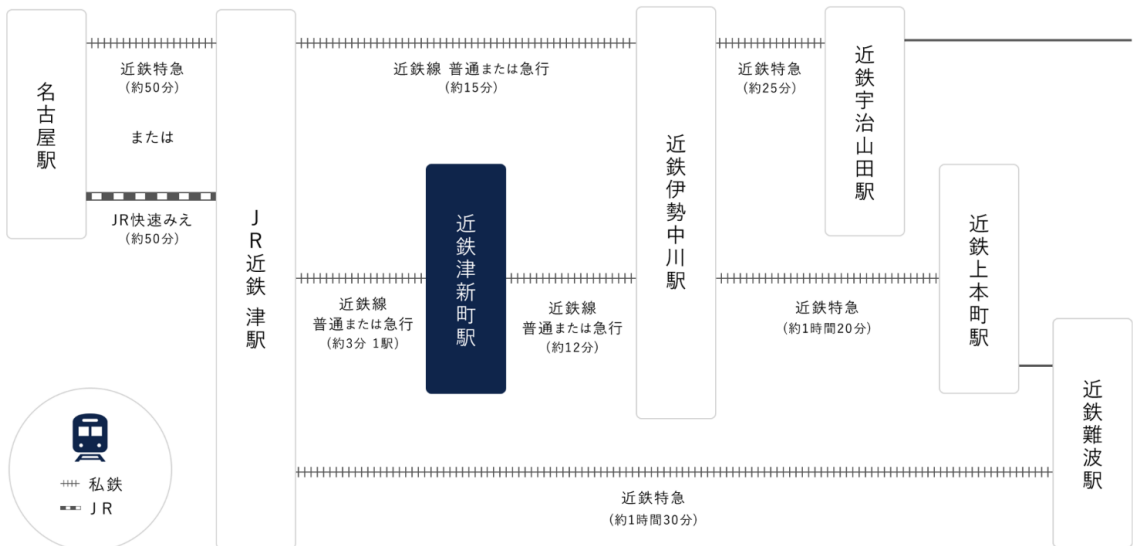 名古屋駅
近鉄特急
(約50分)
または
JR快速みえ
(約50分)
JR近鉄 津駅
近鉄線 普通または急行
(約15分)
近鉄線
普通または急行
(約3分 1駅)
近鉄津新町駅
近鉄線
普通または急行
(約12分)
近鉄伊勢中川駅
近鉄特急
(約25分)
近鉄宇治山田駅
近鉄特急
(約1時間20分)
近鉄上本町駅
近鉄難波駅
近鉄特急
(約1時間30分)
私鉄
JR